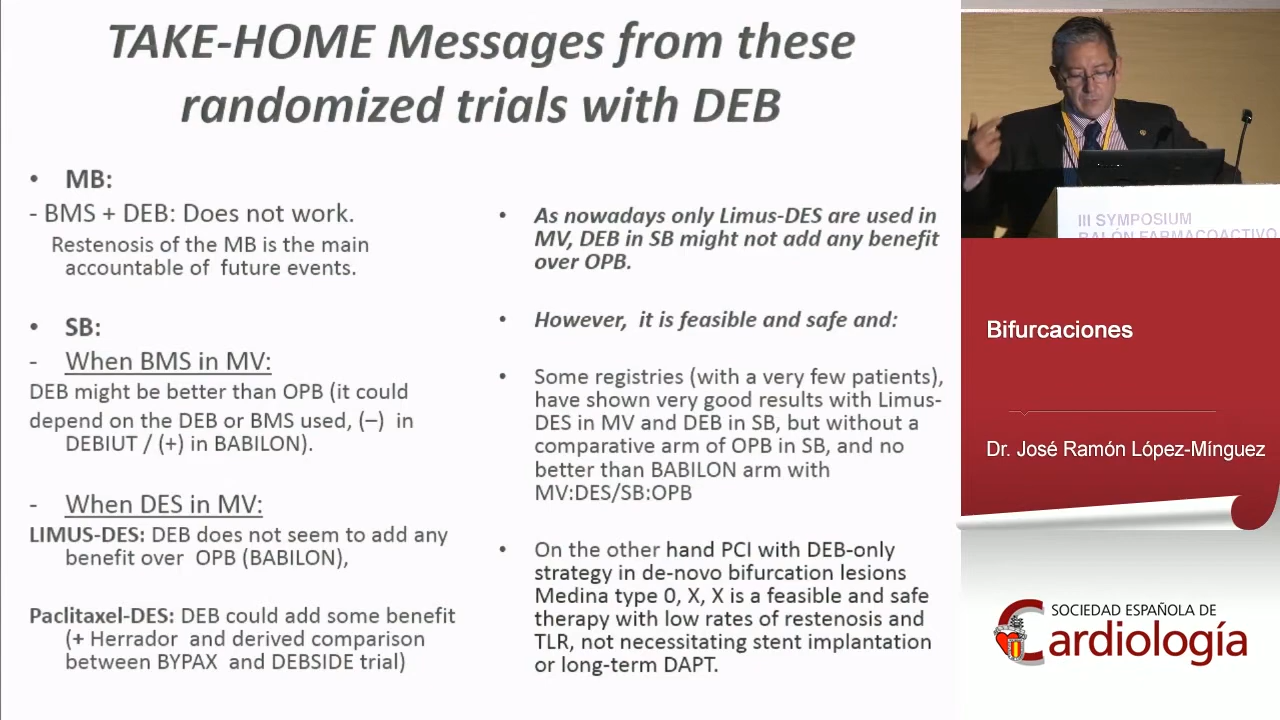 TAKE-HOME Messages from these
randomized trials with DEB
• MB:
- BMS + DEB: Does not work.
Restenosis of the MB is the main
accountable of future events.
• SB:
- When BMS in MV:
DEB might be better than OPB (it could
depend on the DEB or BMS used, (–) in
DEBIUT / (+) in BABILON).
- When DES in MV:
LIMUS-DES: DEB does not seem to add any
benefit over OPB (BABILON),
Paclitaxel-DES: DEB could add some benefit
(+ Herrador and derived comparison
between BYPAX and DEBSIDE trial)
• As nowadays only Limus-DES are used in
MV, DEB in SB might not add any benefit
over OPB.
• However, it is feasible and safe and:
• Some registries (with a very few patients),
have shown very good results with Limus-
DES in MV and DEB in SB, but without a
comparative arm of OPB in SB, and no
better than BABILON arm with
MV:DES/SB:OPB
• On the other hand PCI with DEB-only
strategy in de-novo bifurcation lesions
Medina type 0, X, X is a feasible and safe
therapy with low rates of restenosis and
TLR, not necessitating stent implantation
or long-term DAPT.
III SYMPOSIUM
BALÓN FARMACOACTIVO
Bifurcaciones
Dr. José Ramón López-Mínguez
SOCIEDAD ESPAÑOLA DE
Cardiología